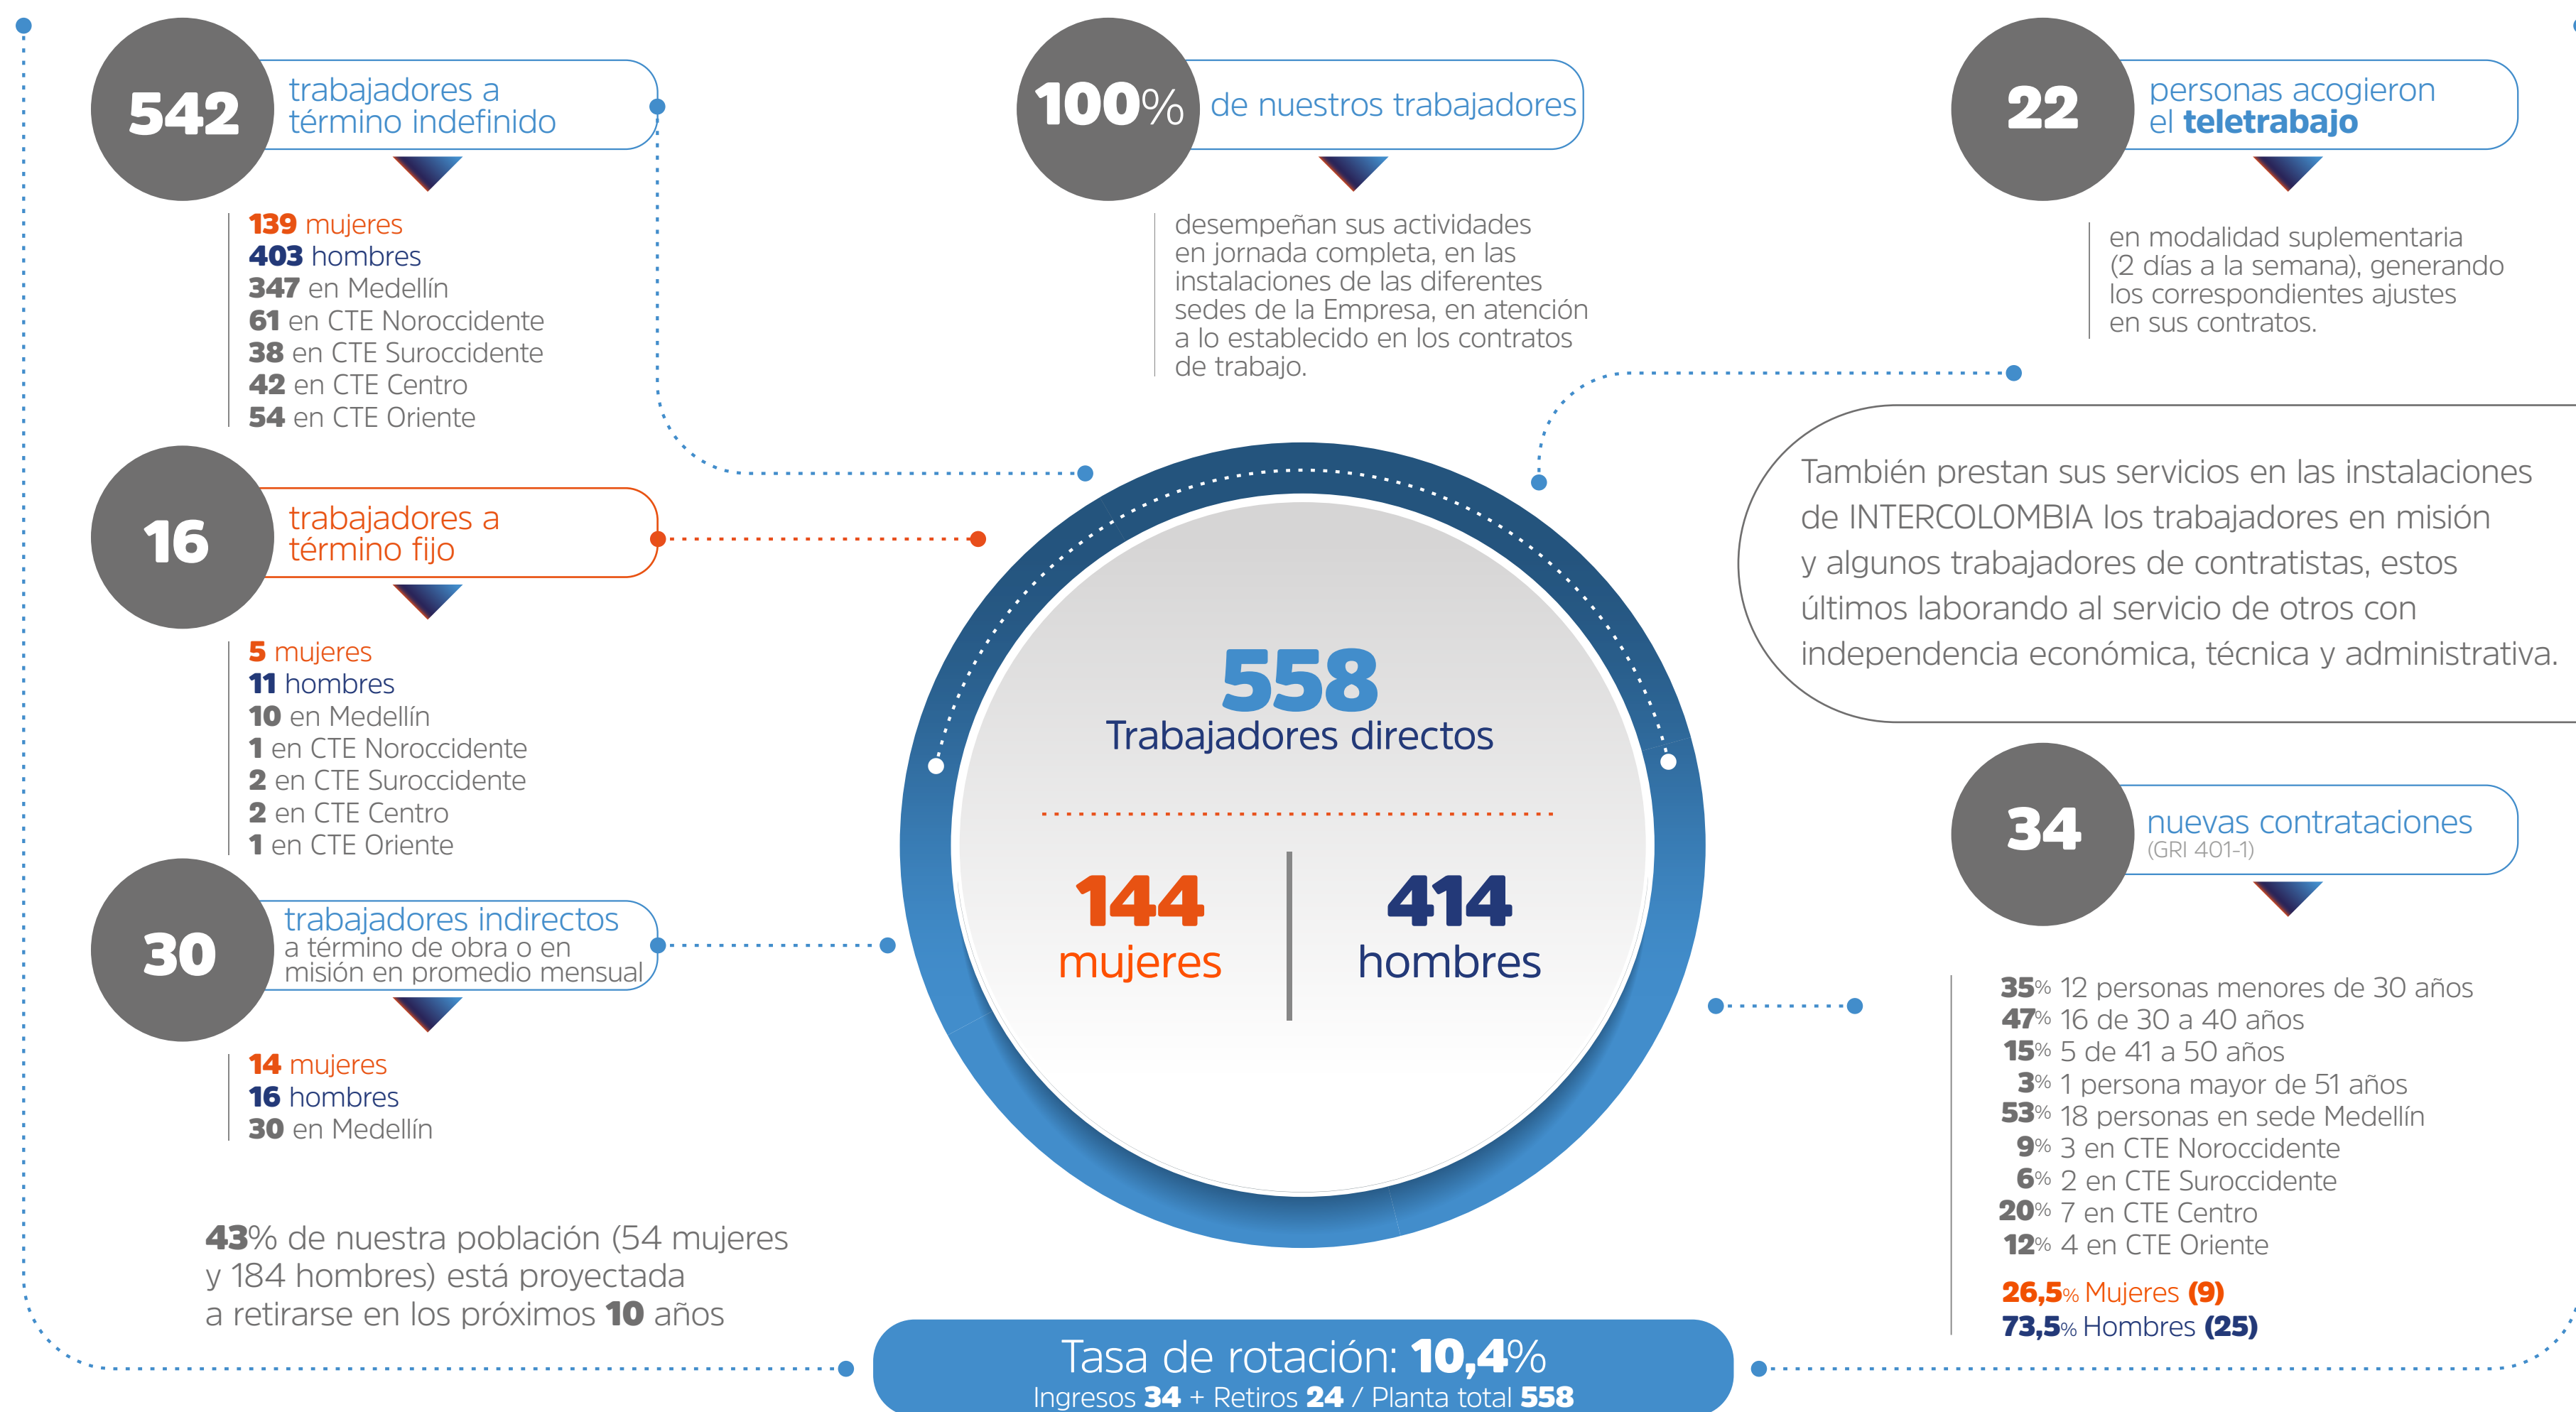 542
trabajadores a
término indefinido
139 mujeres
403 hombres
347 en Medellín
61 en CTE Noroccidente
38 en CTE Suroccidente
42 en CTE Centro
54 en CTE Oriente
16
trabajadores a
término fijo
5 mujeres
11 hombres
10 en Medellín
1 en CTE Noroccidente
2 en CTE Suroccidente
2 en CTE Centro
1 en CTE Oriente
30
trabajadores indirectos
a término de obra o en
misión en promedio mensual
14 mujeres
16 hombres
30 en Medellín
43% de nuestra población (54 mujeres
y 184 hombres) está proyectada
a retirarse en los próximos 10 años
100% de nuestros trabajadores
desempeñan sus actividades
en jornada completa, en las
instalaciones de las diferentes
sedes de la Empresa, en atención
a lo establecido en los contratos
de trabajo.
558
Trabajadores directos
144
mujeres
414
hombres
Tasa de rotación: 10,4%
Ingresos 34 + Retiros 24 / Planta total 558
22
personas acogieron
el teletrabajo
en modalidad suplementaria
(2 días a la semana), generando
los correspondientes ajustes
en sus contratos.
También prestan sus servicios en las instalaciones
de INTERCOLOMBIA los trabajadores en misión
y algunos trabajadores de contratistas, estos
últimos laborando al servicio de otros con
independencia económica, técnica y administrativa.
34
nuevas contrataciones
(GRI 401-1)
35% 12 personas menores de 30 años
47% 16 de 30 a 40 años
15% 5 de 41 a 50 años
3% 1 persona mayor de 51 años
53% 18 personas en sede Medellín
9% 3 en CTE Noroccidente
6% 2 en CTE Suroccidente
20% 7 en CTE Centro
12% 4 en CTE Oriente
26,5% Mujeres (9)
73,5% Hombres (25)